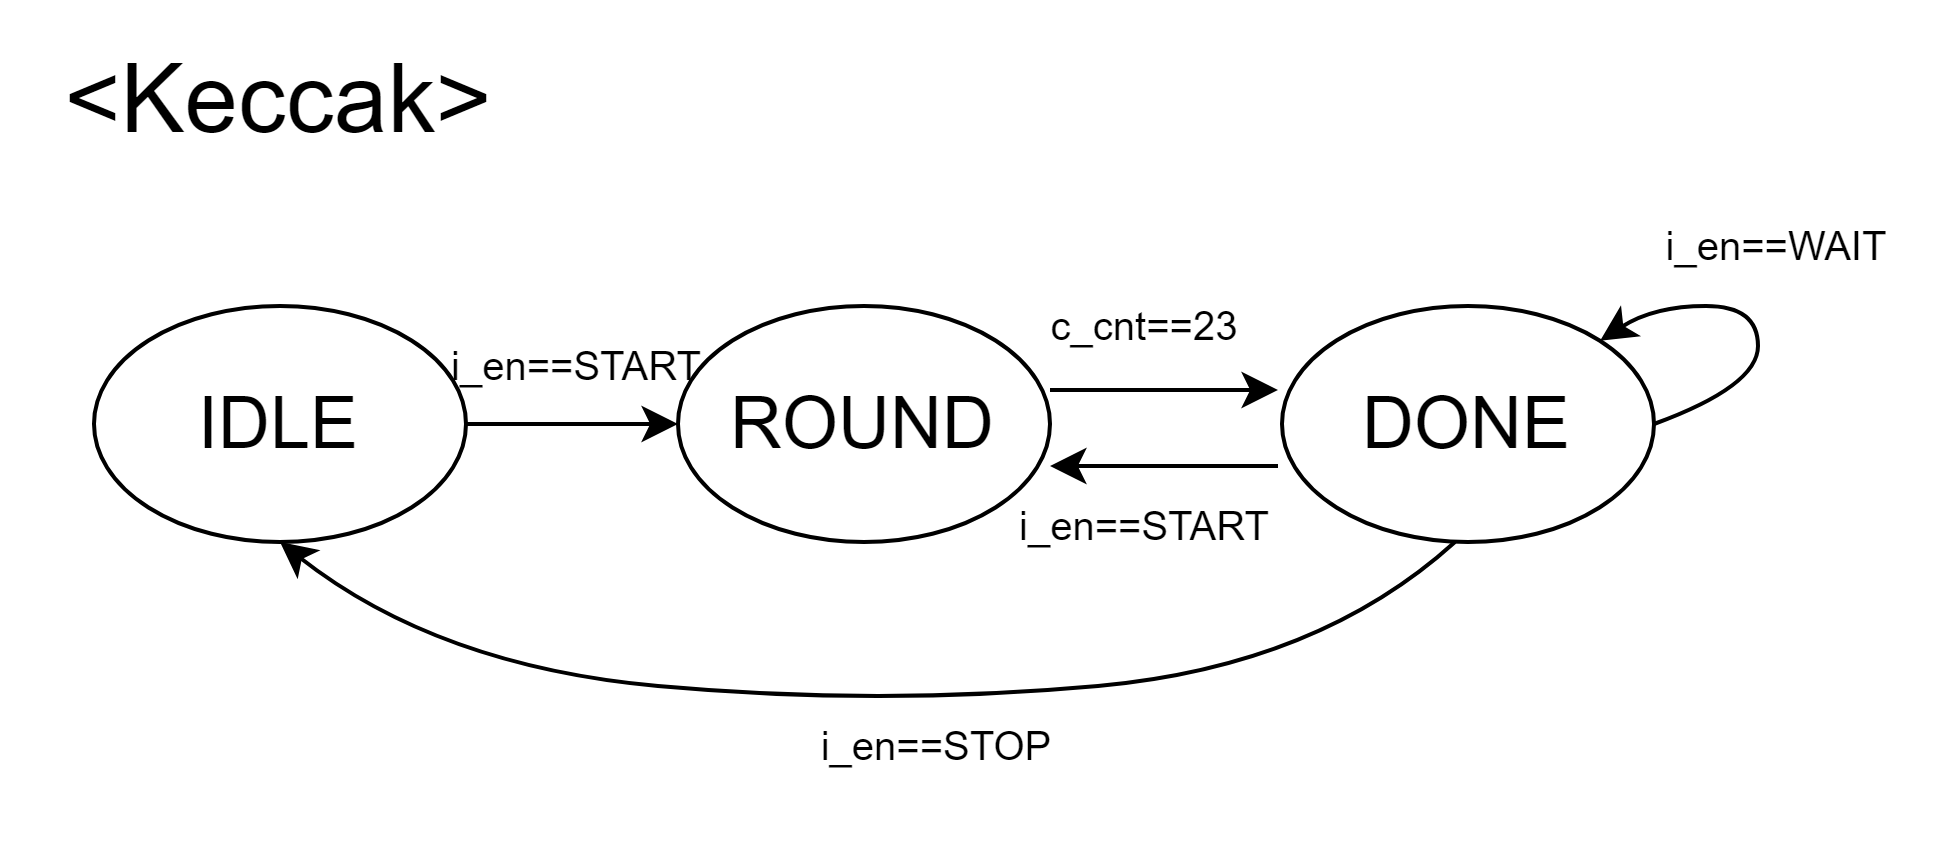 <Keccak>
i_en==WAIT
c_cnt==23
i_en==START
IDLE
ROUND
DONE
i_en==START
i_en==STOP